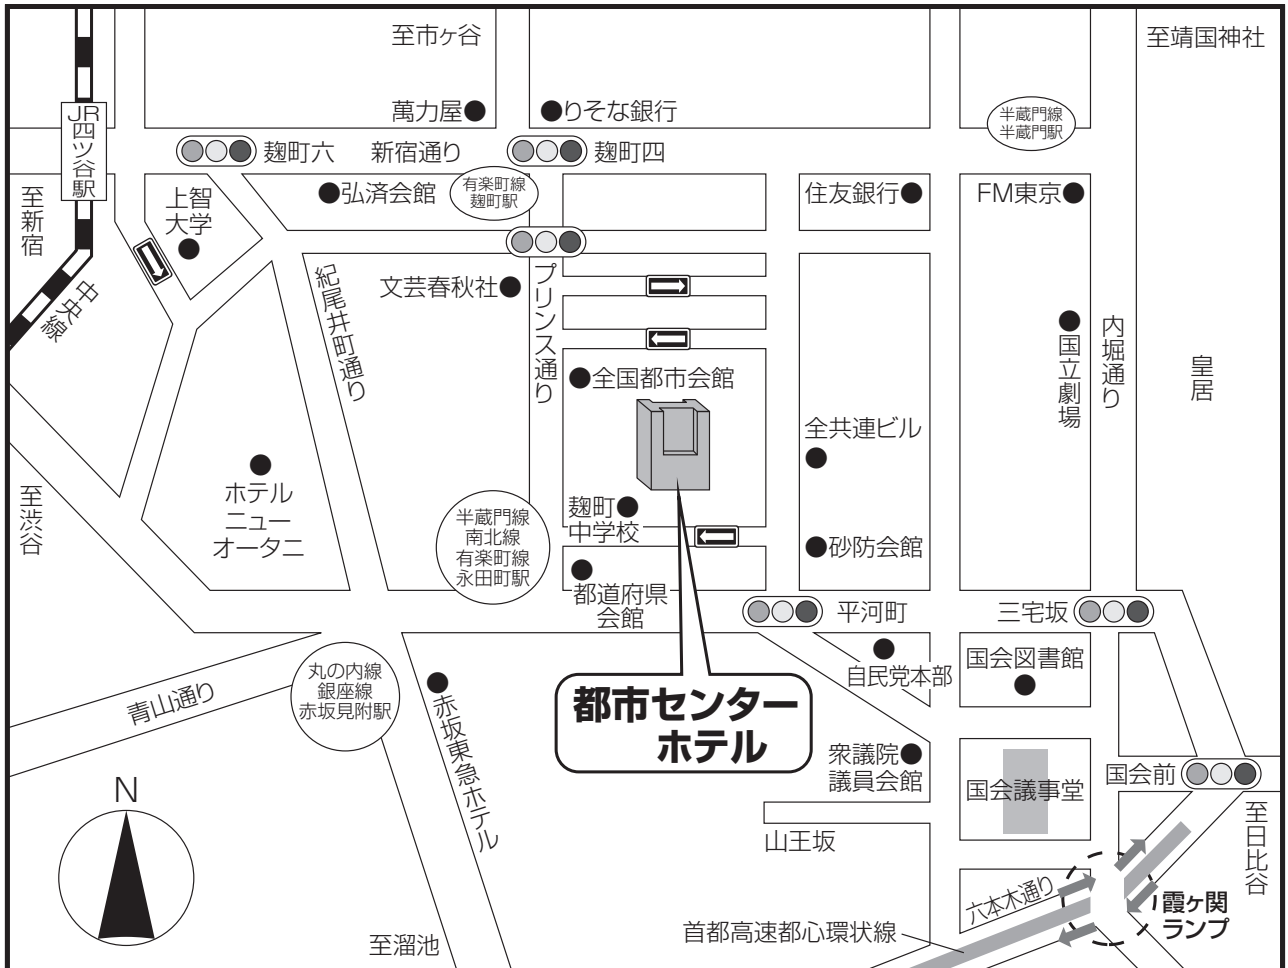 至市ヶ谷
至靖国神社
萬力屋
りそな銀行
JR四ツ谷駅
半蔵門線
半蔵門駅
麹町六
新宿通り
麹町四
至新宿
上智
大学
弘済会館
有楽町線
麹町駅
住友銀行
FM東京
中央線
紀尾井町通り
文芸春秋社
プリンス通り
国立劇場
内堀通り
皇居
全国都市会館
全共連ビル
至渋谷
ホテル
ニュー
オータニ
半蔵門線
南北線
有楽町線
永田町駅
麹町
中学校
砂防会館
都道府県
会館
平河町
三宅坂
丸の内線
銀座線
赤坂見附駅
青山通り
赤坂東急ホテル
都市センター
ホテル
自民党本部
国会図書館
衆議院
議員会館
国会議事堂
国会前
N
山王坂
至日比谷
六本木通り
霞ヶ関
ランプ
首都高速都心環状線
至溜池